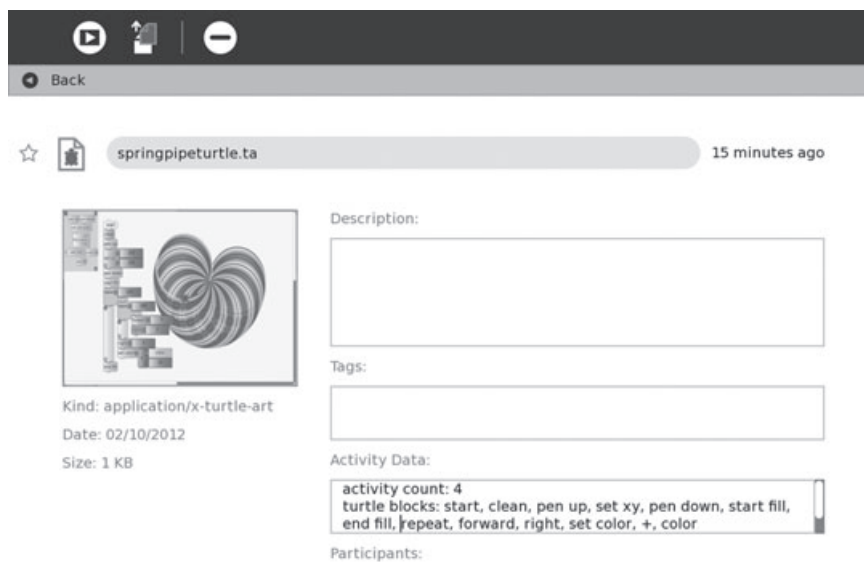 Back
springpipeturtle.ta
15 minutes ago
Description:
Tags:
Kind: application/x-turtle-art
Date: 02/10/2012
Size: 1 KB
Activity Data:
activity count: 4
turtle blocks: start, clean, pen up, set xy, pen down, start fill,
end fill, repeat, forward, right, set color, +, color
Participants: